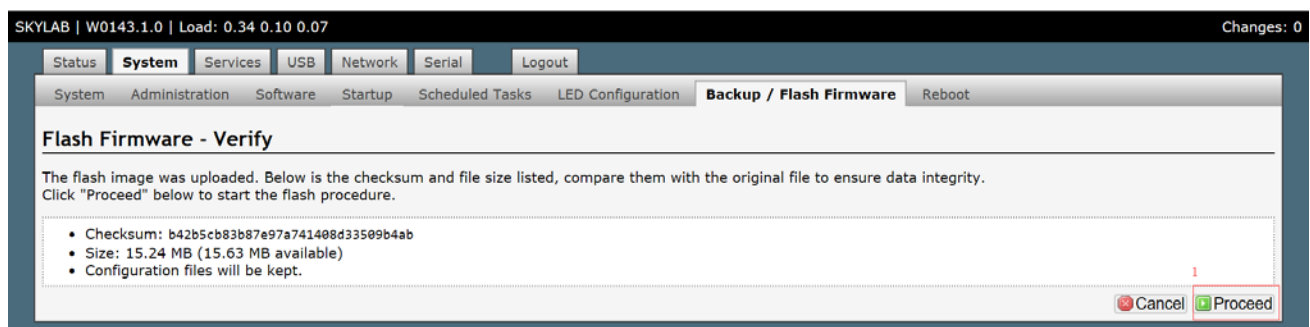 SKYLAB | W0143.1.0 | Load: 0.34 0.10 0.07 Changes: 0
Status System Services USB Network Serial Logout
System Administration Software Startup Scheduled Tasks LED Configuration Backup / Flash Firmware Reboot
Flash Firmware - Verify
The flash image was uploaded. Below is the checksum and file size listed, compare them with the original file to ensure data integrity.
Click "Proceed" below to start the flash procedure.
• Checksum: b42b5cb83b87e97a741408d33509b4ab
• Size: 15.24 MB (15.63 MB available)
• Configuration files will be kept.
1
Cancel Proceed